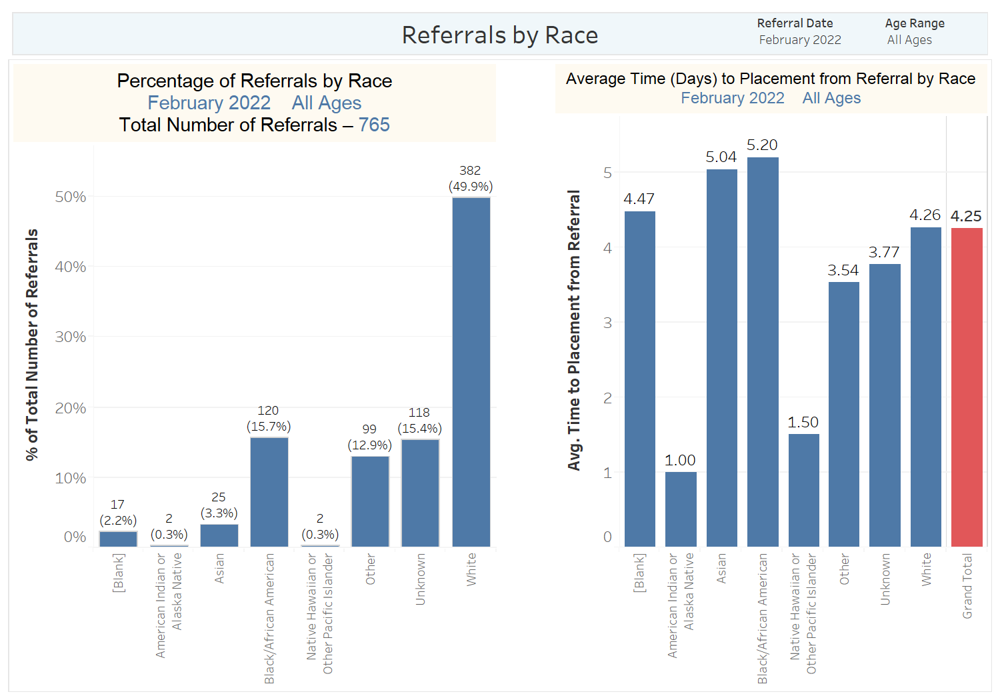 Referrals by Race
Referral Date
February 2022
Age Range
All Ages
Percentage of Referrals by Race
February 2022 All Ages
Total Number of Referrals – 765
% of Total Number of Referrals
50%
40%
30%
20%
10%
0%
17
(2.2%)
2
(0.3%)
25
(3.3%)
120
(15.7%)
2
(0.3%)
99
(12.9%)
118
(15.4%)
382
(49.9%)
[Blank]
American Indian or
Alaska Native
Asian
Black/African American
Native Hawaiian or
Other Pacific Islander
Other
Unknown
White
Average Time (Days) to Placement from Referral by Race
February 2022 All Ages
Avg. Time to Placement from Referral
5
4
3
2
1
0
4.47
1.00
5.04
5.20
1.50
3.54
3.77
4.26
4.25
[Blank]
American Indian or
Alaska Native
Asian
Black/African American
Native Hawaiian or
Other Pacific Islander
Other
Unknown
White
Grand Total